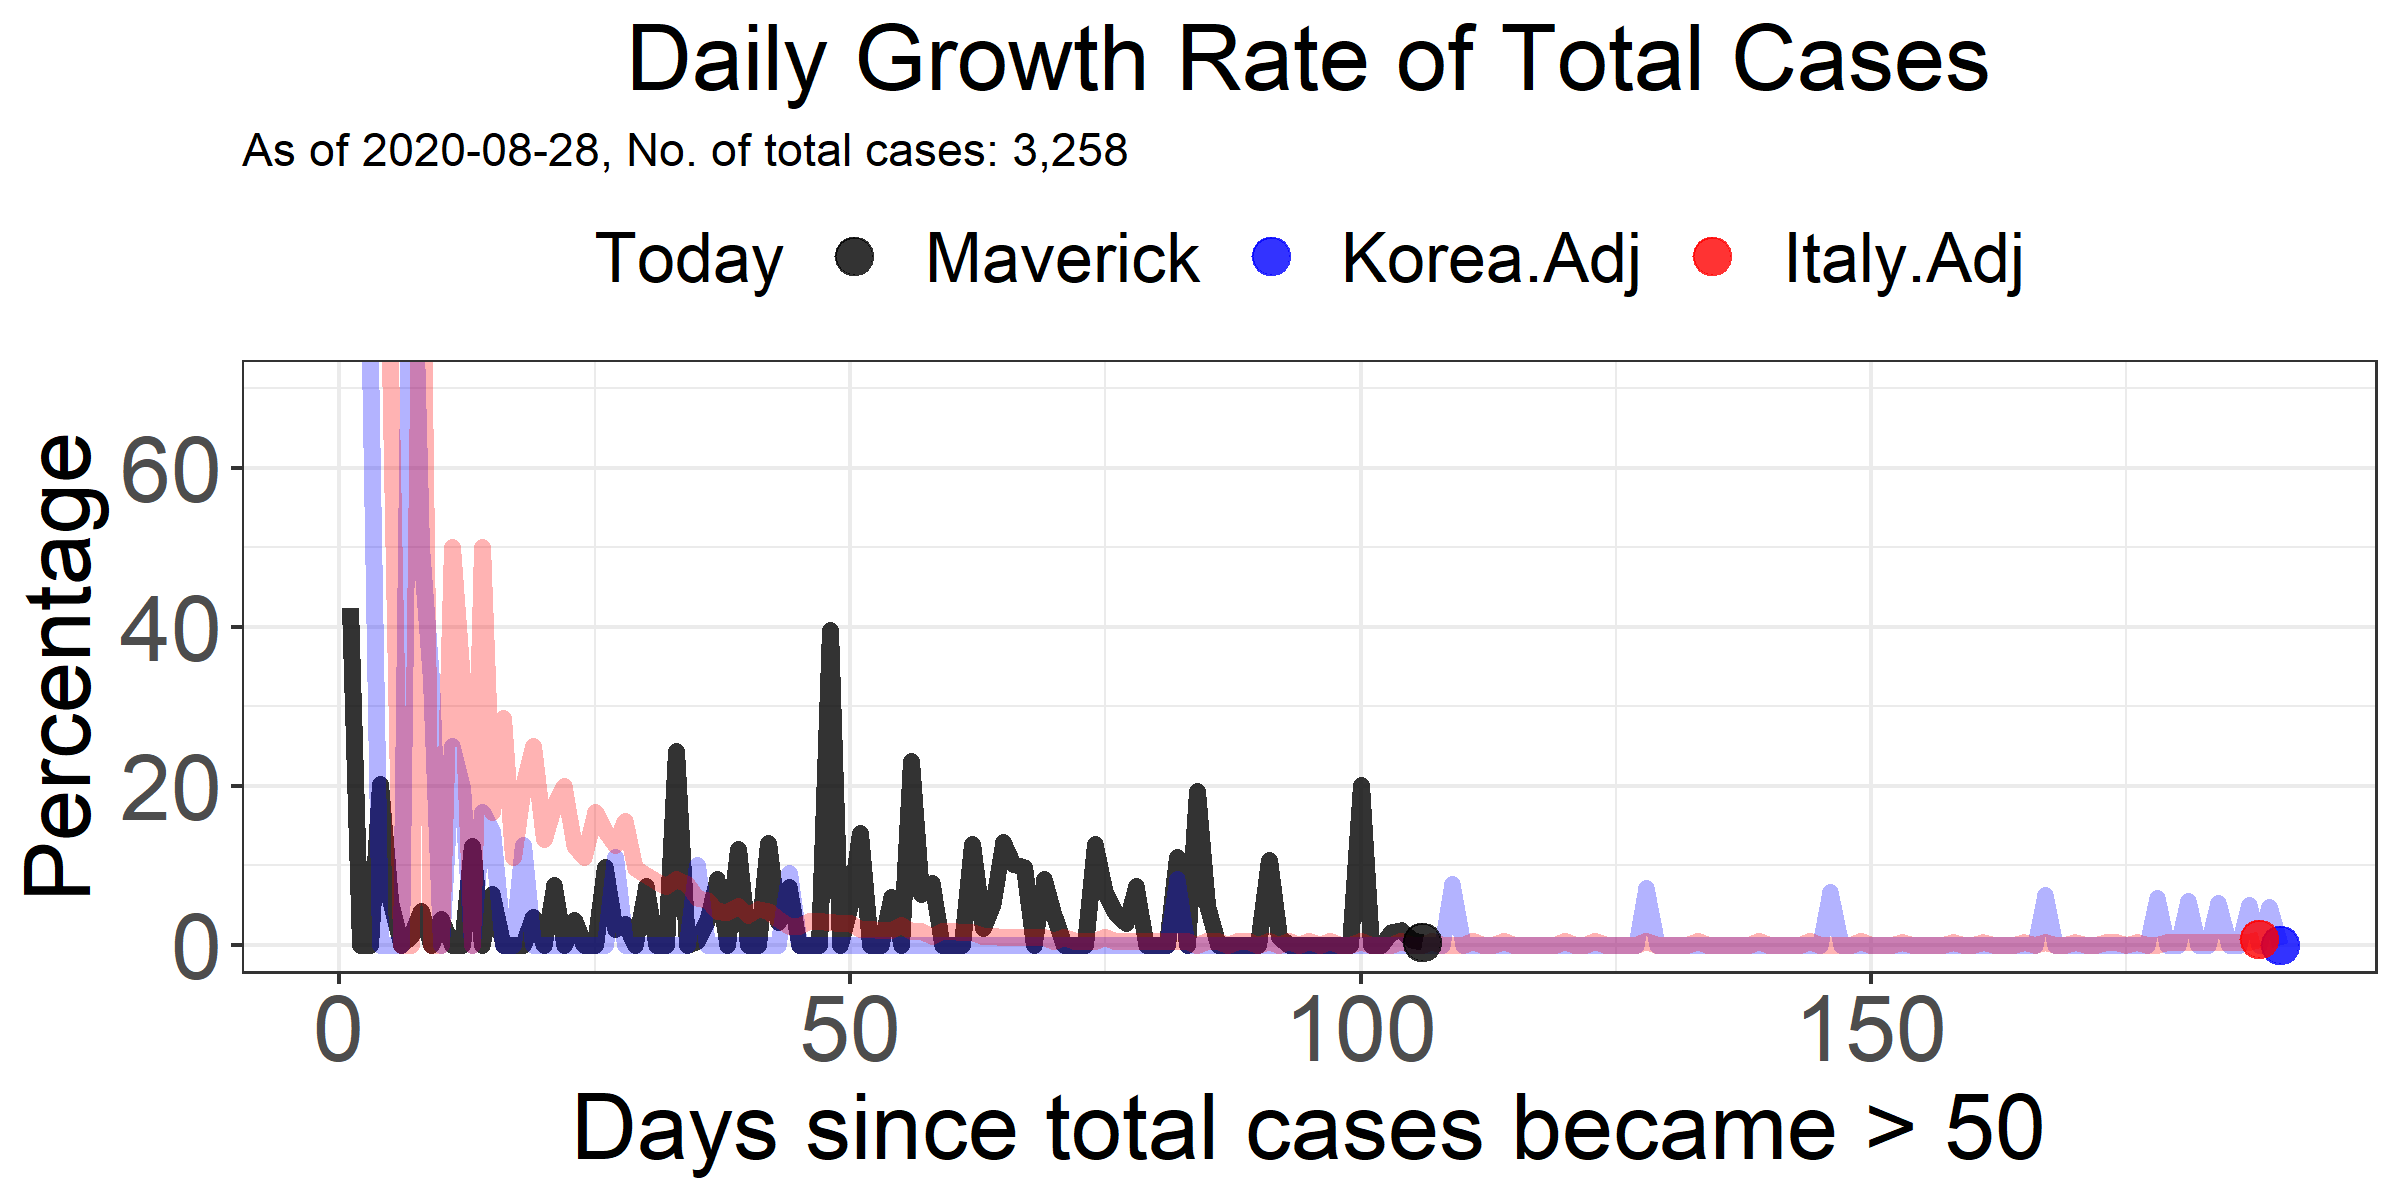 Daily Growth Rate of Total Cases
As of 2020-08-28, No. of total cases: 3,258
Today Maverick Korea.Adj Italy.Adj
Percentage
60
40
20
0
0 50 100 150
Days since total cases became > 50